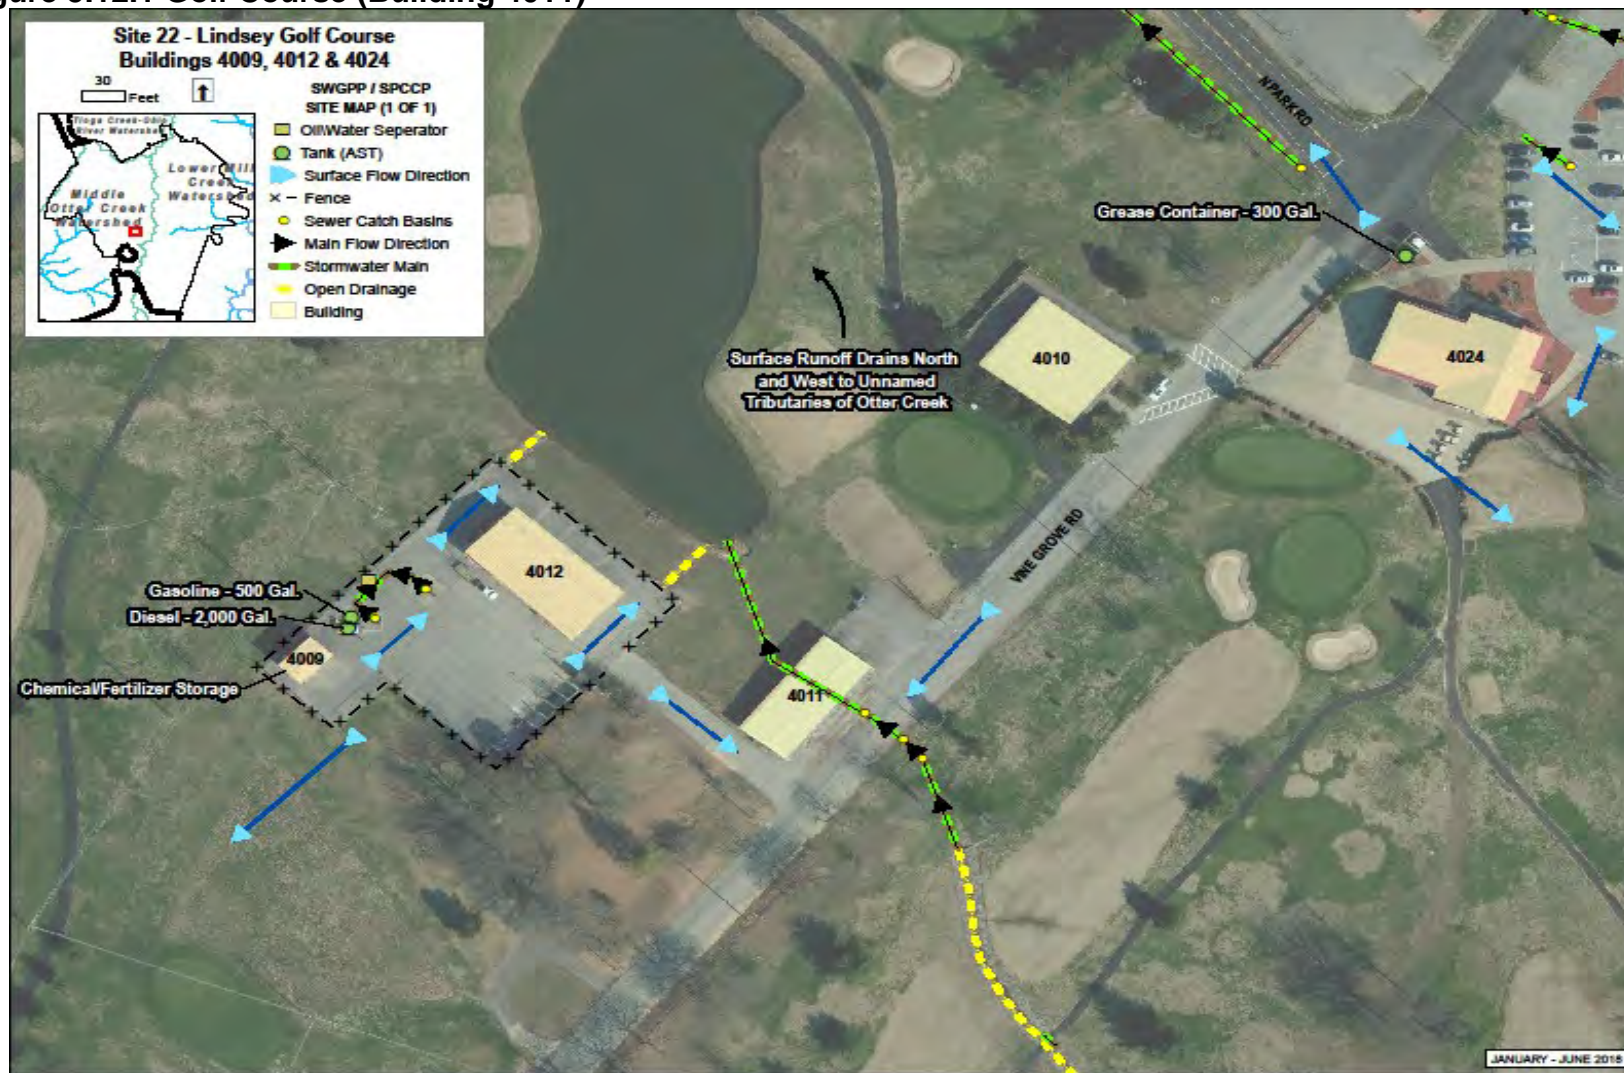 Site 22 - Lindsey Golf Course
Buildings 4009, 4012 & 4024
30
Feet
SWGPP / SPCCP
SITE MAP (1 OF 1)
Oil\Water Seperator
Tank (AST)
Surface Flow Direction
Fence
Sewer Catch Basins
Main Flow Direction
Stormwater Main
Open Drainage
Building
River Watershed
Lower Mill
Creek
Watershed
Middle
Otter Creek
Watershed
N PARK RD
Grease Container - 300 Gal.
4024
4010
Surface Runoff Drains North
and West to Unnamed
Tributaries of Otter Creek
VINE GROVE RD
4012
Gasoline - 500 Gal.
Diesel - 2,000 Gal.
4009
Chemical/Fertilizer Storage
4011